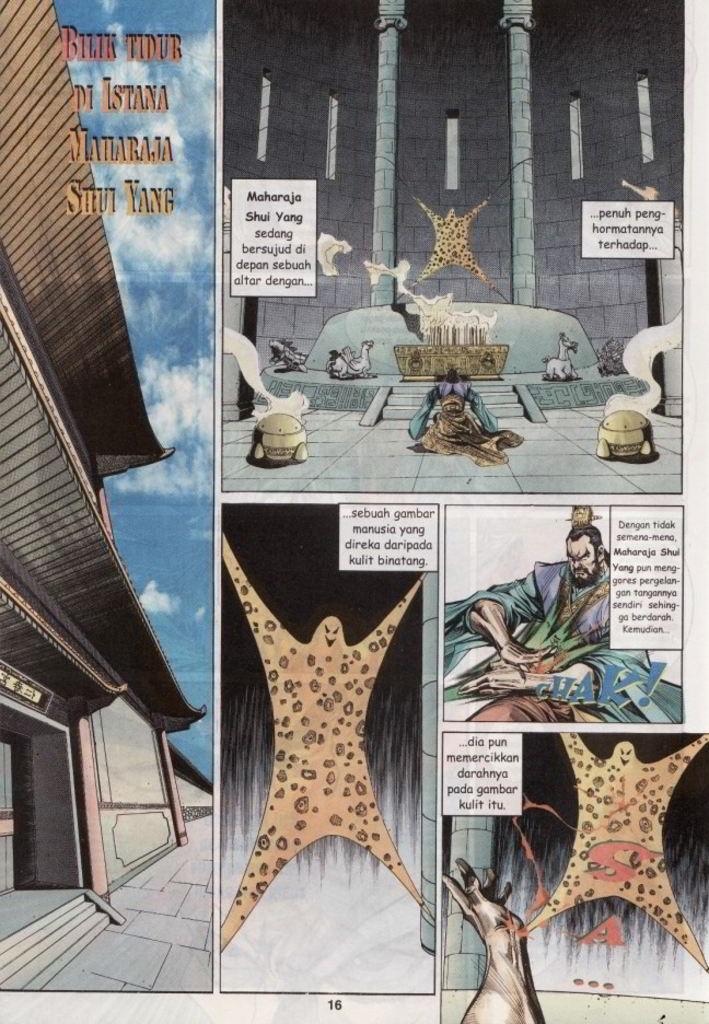 BILIK TIDUR
DI ISTANA
MAHARAJA
SHUI YANG
Maharaja
Shui Yang
sedang
bersujud di
depan sebuah
altar dengan...
...penuh peng-
hormatannya
terhadap...
...sebuah gambar
manusia yang
direka daripada
kulit binatang.
Dengan tidak
semena-mena,
Maharaja Shui
Yang pun meng-
gores pergelan-
gan tangannya
sendiri sehing-
ga berdarah.
Kemudian...
CHAK!
...dia pun
memercikkan
darahnya
pada gambar
kulit itu.
S
A
...
16